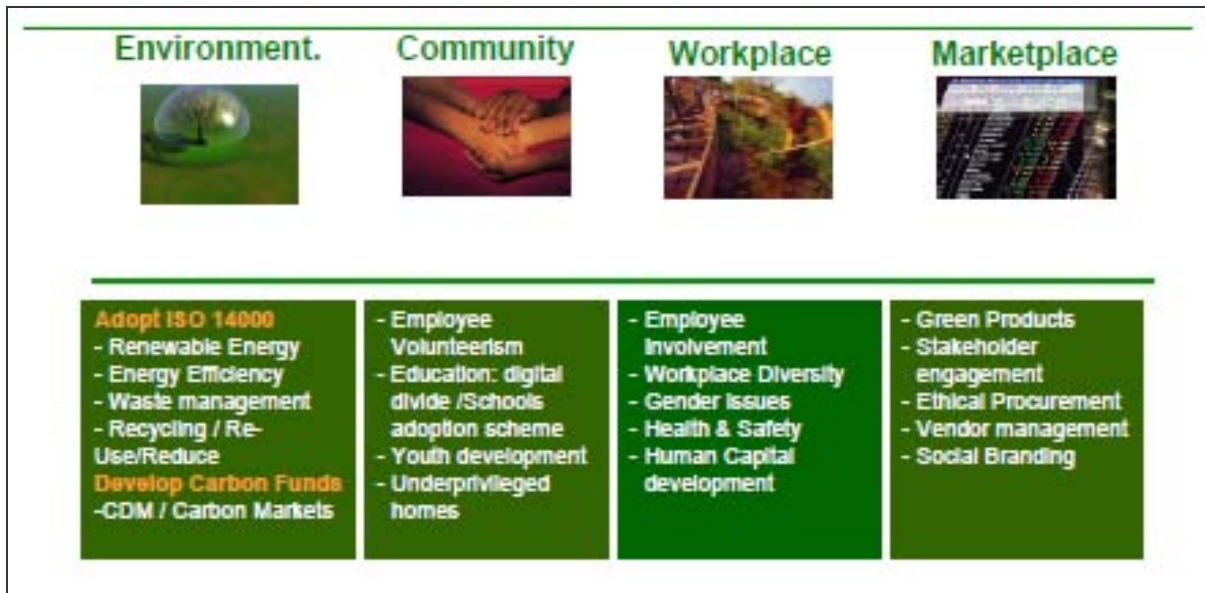 Environment.
Community
Workplace
Marketplace
Adopt ISO 14000
- Renewable Energy
- Energy Efficiency
- Waste management
- Recycling / Re-
Use/Reduce
Develop Carbon Funds
-CDM / Carbon Markets
- Employee
Volunteerism
- Education: digital
divide /Schools
adoption scheme
- Youth development
- Underprivileged
homes
- Employee
Involvement
- Workplace Diversity
- Gender Issues
- Health & Safety
- Human Capital
development
- Green Products
- Stakeholder
engagement
- Ethical Procurement
- Vendor management
- Social Branding